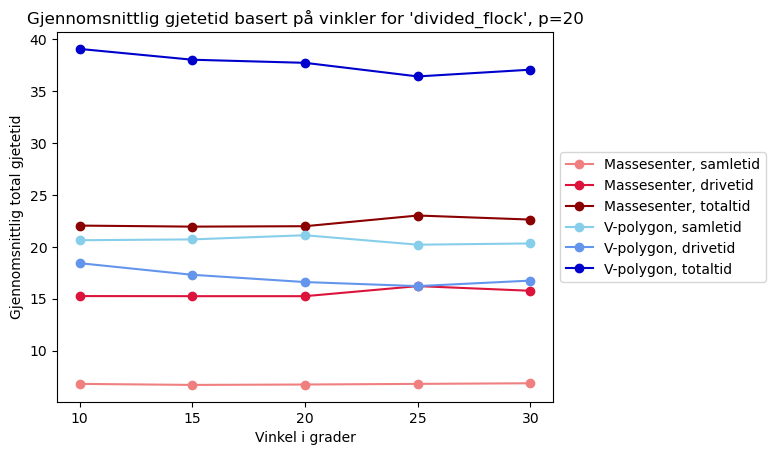 Gjennomsnittlig gjetetid basert på vinkler for 'divided_flock', p=20
Gjennomsnittlig total gjetetid
40
35
30
25
20
15
10
10 15 20 25 30
Vinkel i grader
Massesenter, samletid
Massesenter, drivetid
Massesenter, totaltid
V-polygon, samletid
V-polygon, drivetid
V-polygon, totaltid